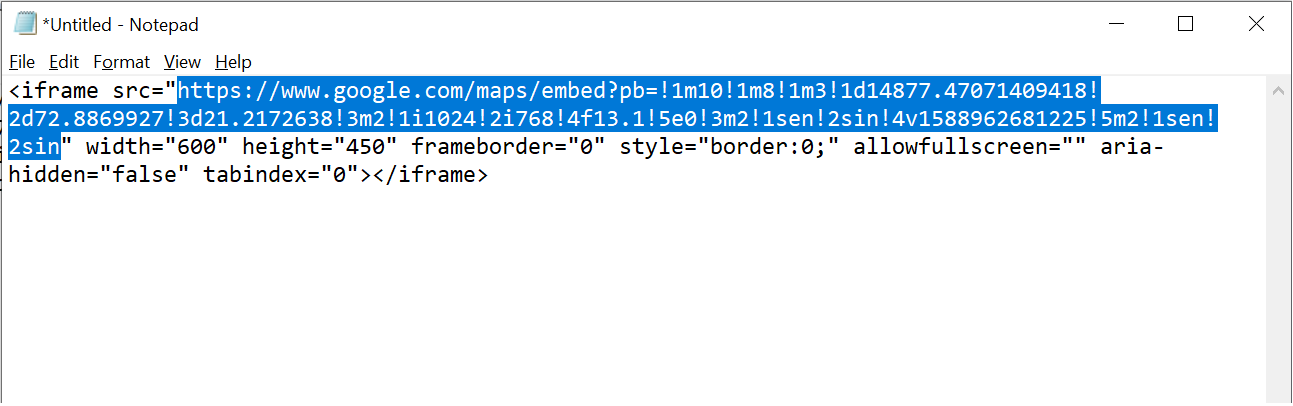 *Untitled - Notepad
File Edit Format View Help
<iframe src="https://www.google.com/maps/embed?pb=!1m10!1m8!1m3!1d14877.47071409418!
2d72.8869927!3d21.2172638!3m2!1i1024!2i768!4f13.1!5e0!3m2!1sen!2sin!4v1588962681225!5m2!1sen!
2sin" width="600" height="450" frameborder="0" style="border:0;" allowfullscreen="" aria-
hidden="false" tabindex="0"></iframe>